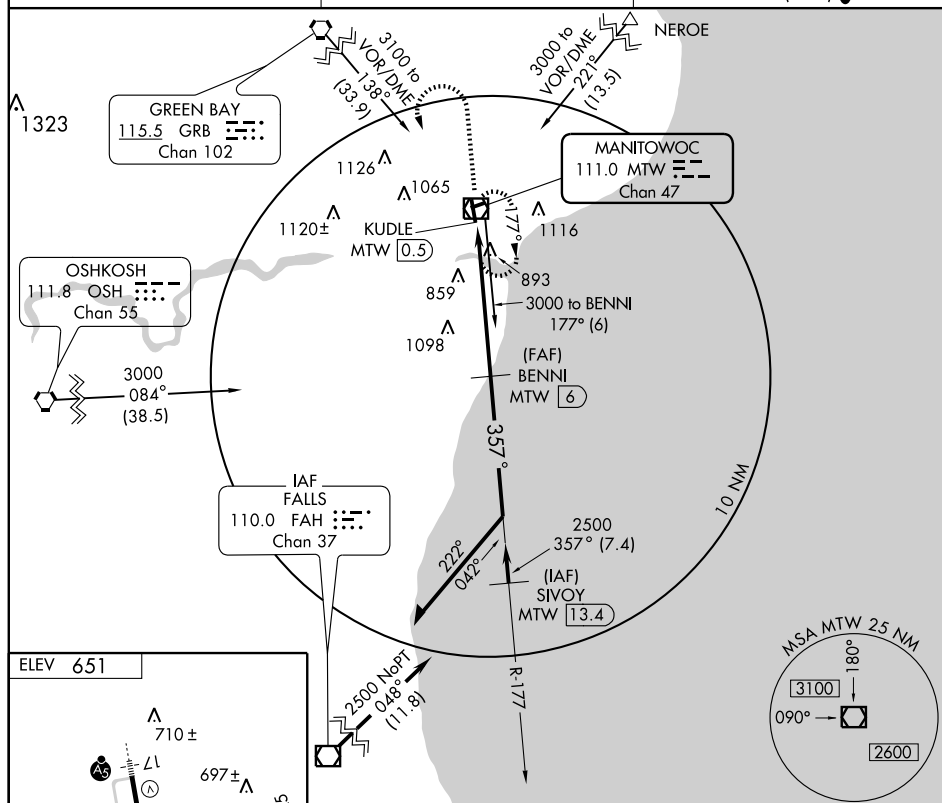 3100 to
VOR/DME
138°
(33.9)
3000 to
VOR/DME
221°
(13.5)
NEROE
1323
GREEN BAY
115.5 GRB
Chan 102
MANITOWOC
111.0 MTW
Chan 47
1126
1065
1120±
KUDLE
MTW 0.5
177°
1116
OSHKOSH
111.8 OSH
Chan 55
859
893
3000 to BENNI
177° (6)
1098
(FAF)
BENNI
MTW 6
3000
084°
(38.5)
357°
10 NM
IAF
FALLS
110.0 FAH
Chan 37
2500
357° (7.4)
222°
042°
(IAF)
SIVOY
MTW 13.4
MSA MTW 25 NM
180°
3100
090°
2600
R-177
2500 NoPT
048°
(11.8)
ELEV 651
710±
A5
17
V
697±